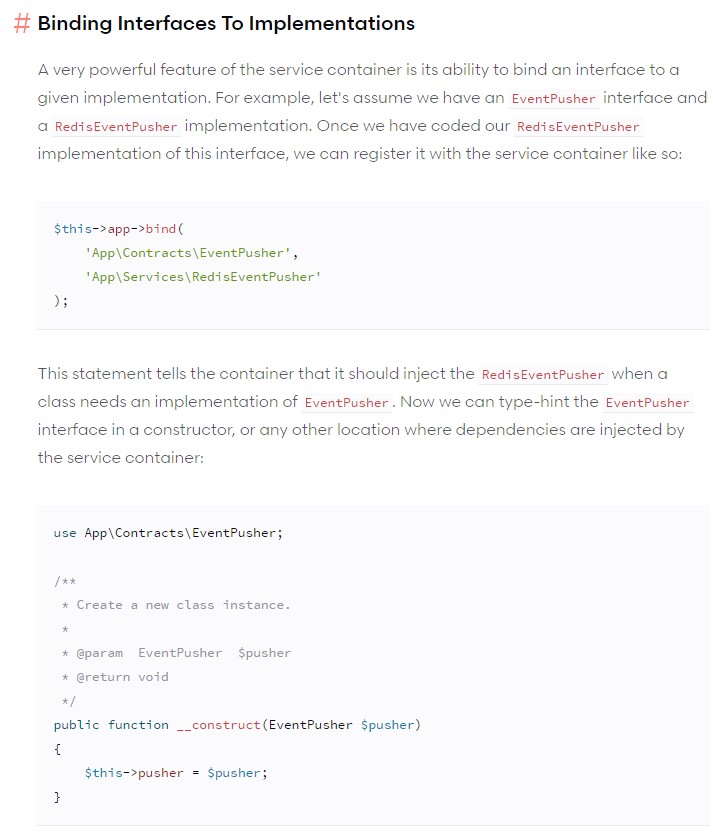 # Binding Interfaces To Implementations
A very powerful feature of the service container is its ability to bind an interface to a
given implementation. For example, let's assume we have an EventPusher interface and
a RedisEventPusher implementation. Once we have coded our RedisEventPusher
implementation of this interface, we can register it with the service container like so:
$this->app->bind(
    'App\Contracts\EventPusher',
    'App\Services\RedisEventPusher'
);
This statement tells the container that it should inject the RedisEventPusher when a
class needs an implementation of EventPusher. Now we can type-hint the EventPusher
interface in a constructor, or any other location where dependencies are injected by
the service container:
use App\Contracts\EventPusher;
/**
 * Create a new class instance.
 *
 * @param  EventPusher  $pusher
 * @return void
 */
public function __construct(EventPusher $pusher)
{
    $this->pusher = $pusher;
}